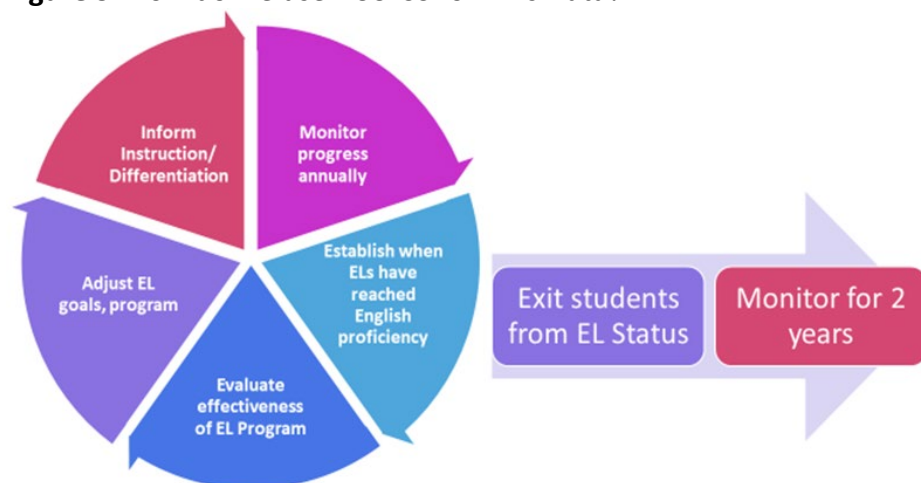 Inform
Instruction/
Differentiation
Monitor
progress
annually
Establish when
ELs have
reached
English
proficiency
Evaluate
effectiveness
of EL Program
Adjust EL
goals, program
Exit students
from EL Status
Monitor for 2
years